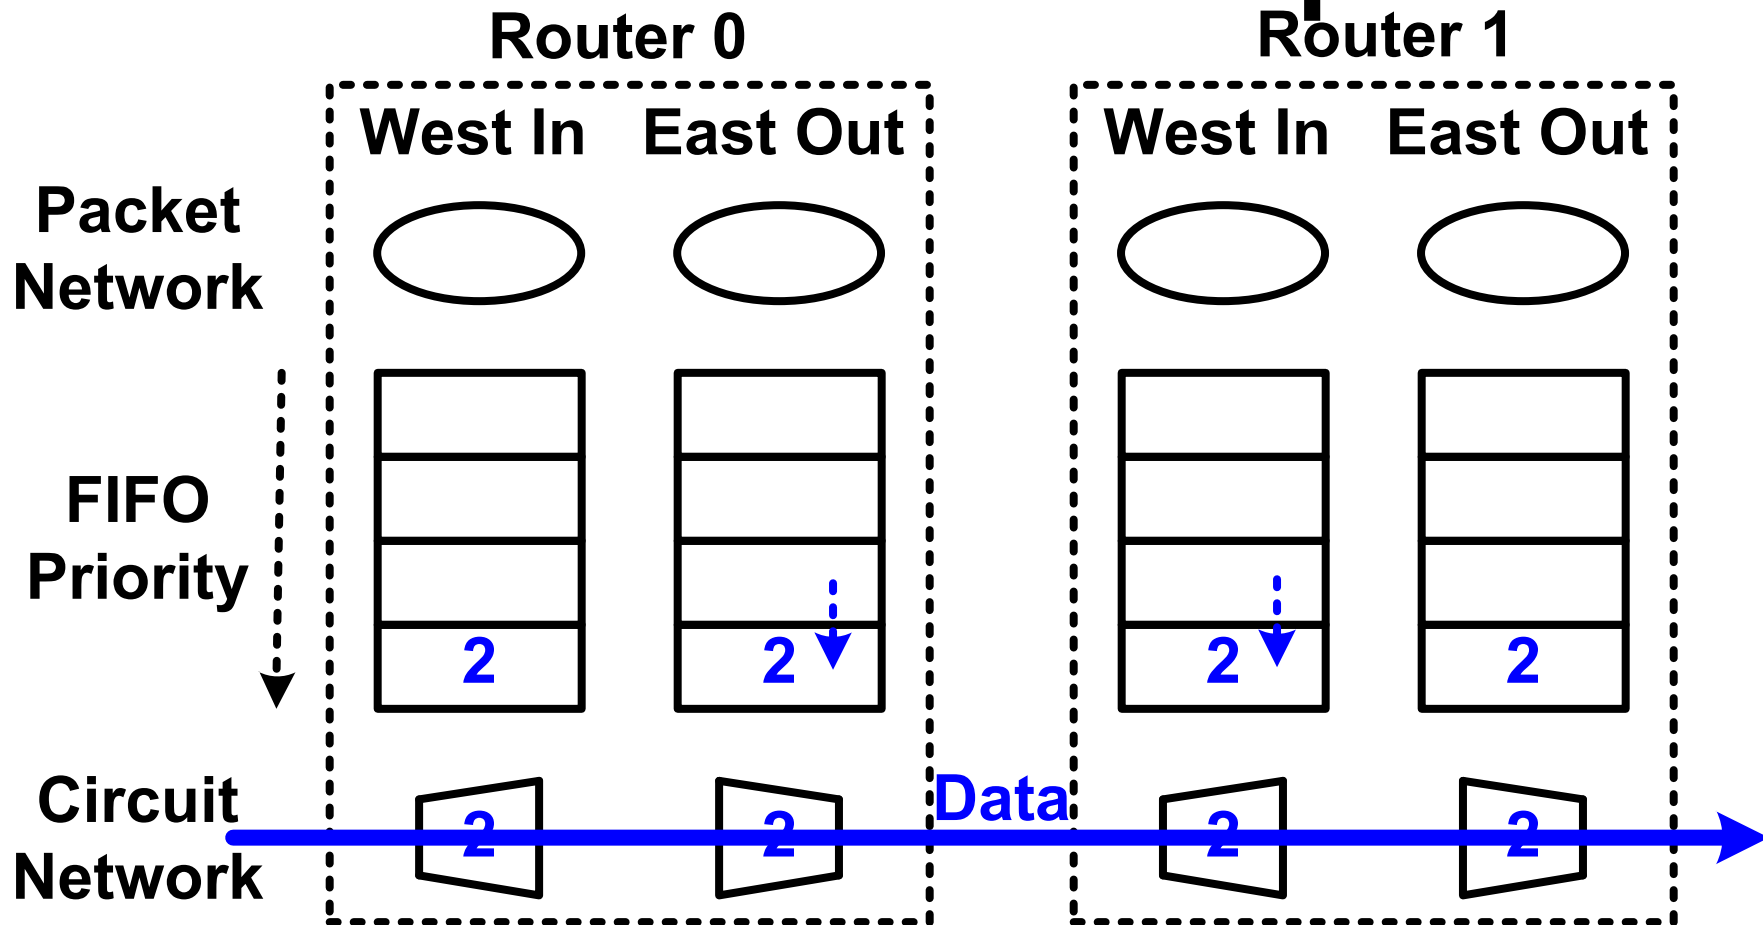 Router 0
Router 1
West In
East Out
West In
East Out
Packet
Network
FIFO
Priority
2
2
2
2
Circuit
Network
Data
2
2
2
2